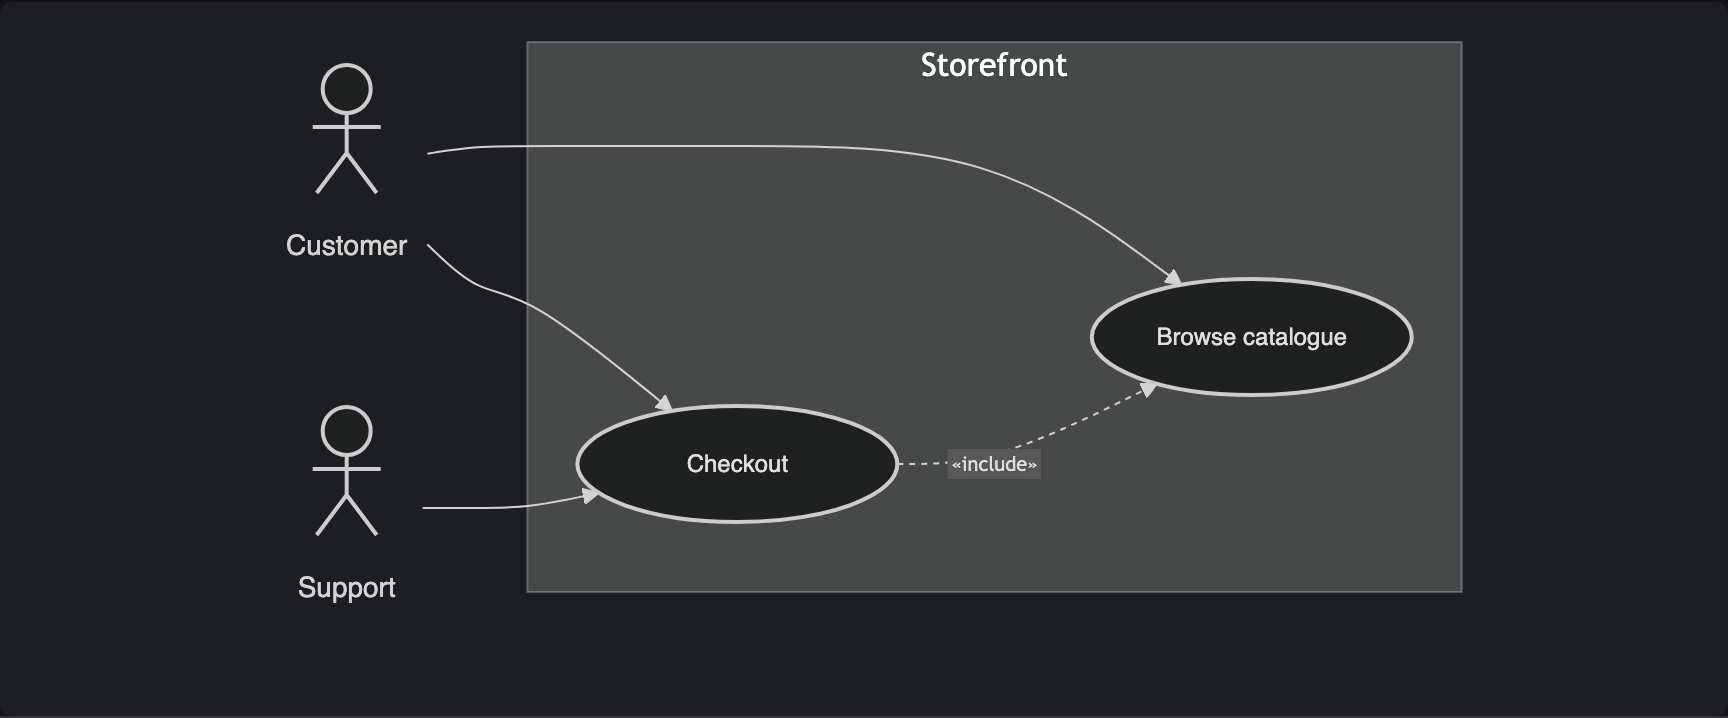 Storefront
Customer
Browse catalogue
Checkout
«include»
Support